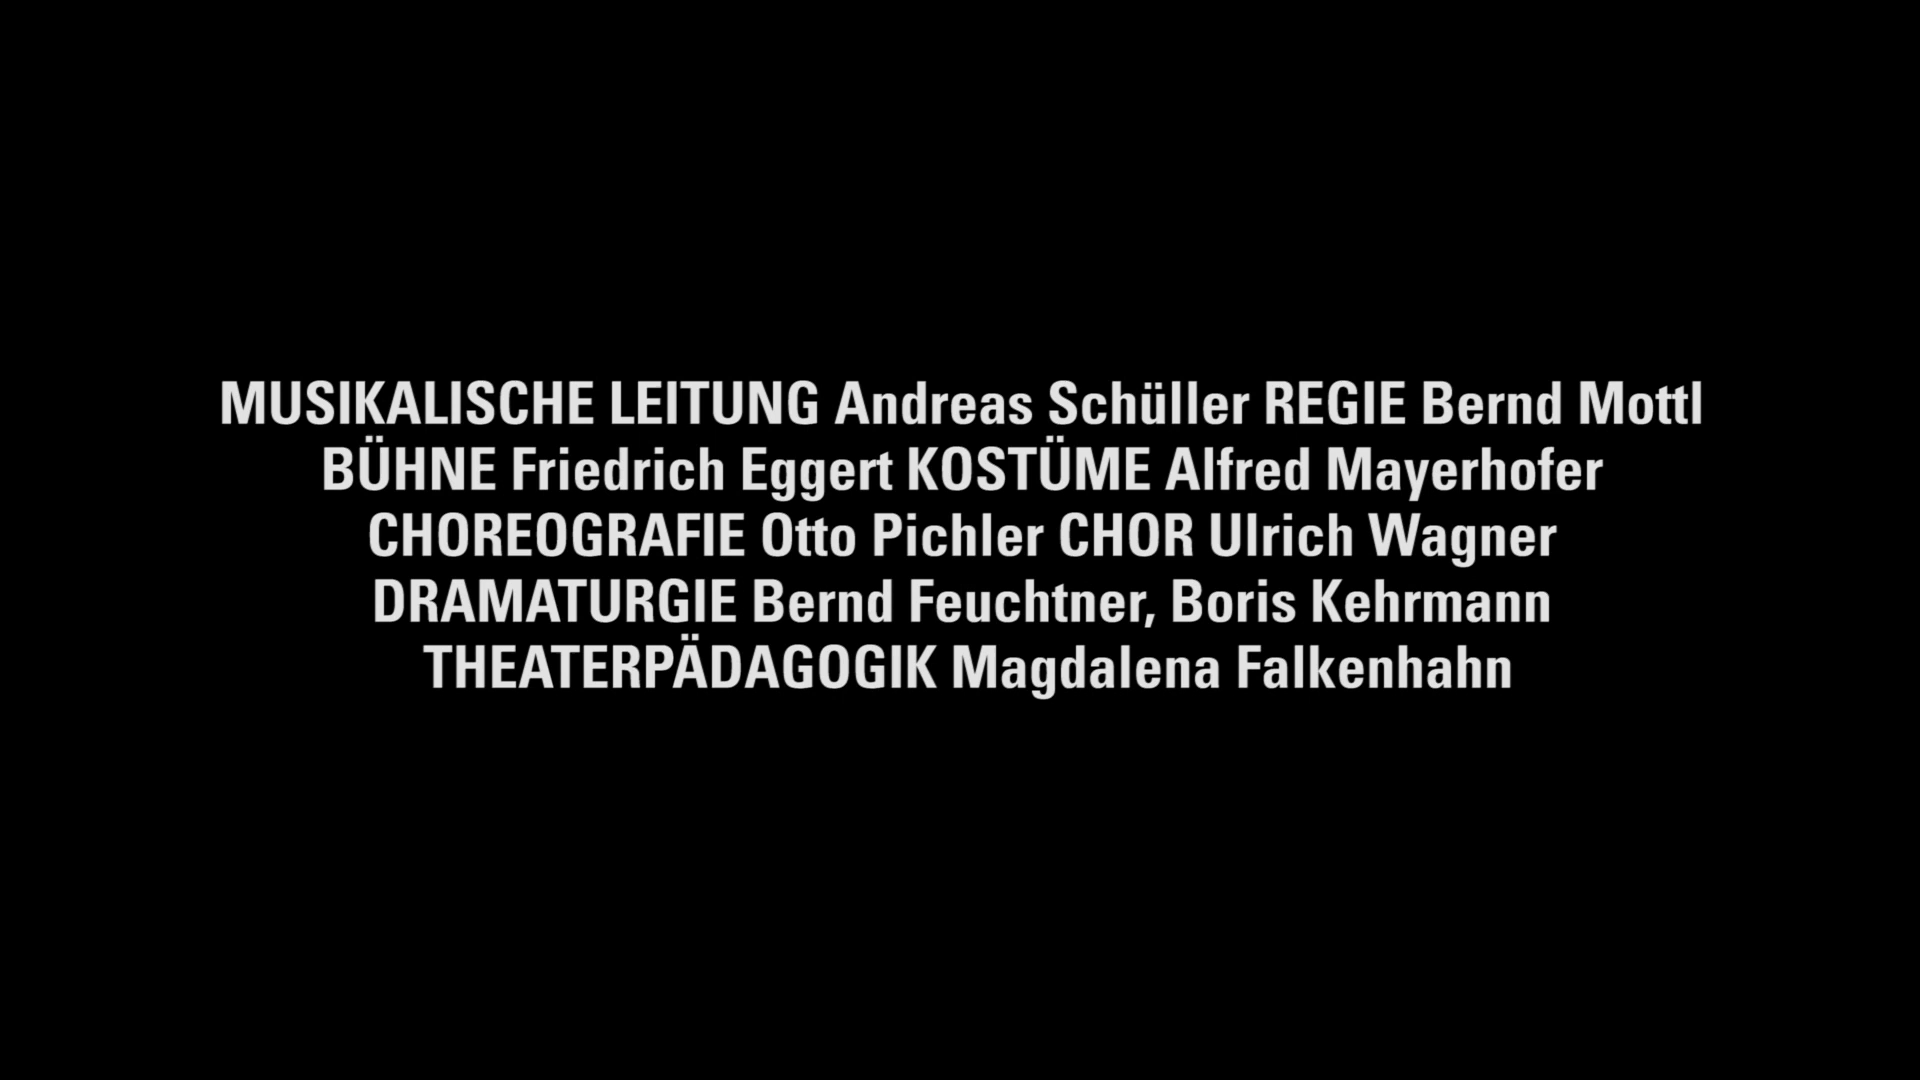 MUSIKALISCHE LEITUNG Andreas Schüller REGIE Bernd Mottl
BÜHNE Friedrich Eggert KOSTÜME Alfred Mayerhofer
CHOREOGRAFIE Otto Pichler CHOR Ulrich Wagner
DRAMATURGIE Bernd Feuchtner, Boris Kehrmann
THEATERPÄDAGOGIK Magdalena Falkenhahn